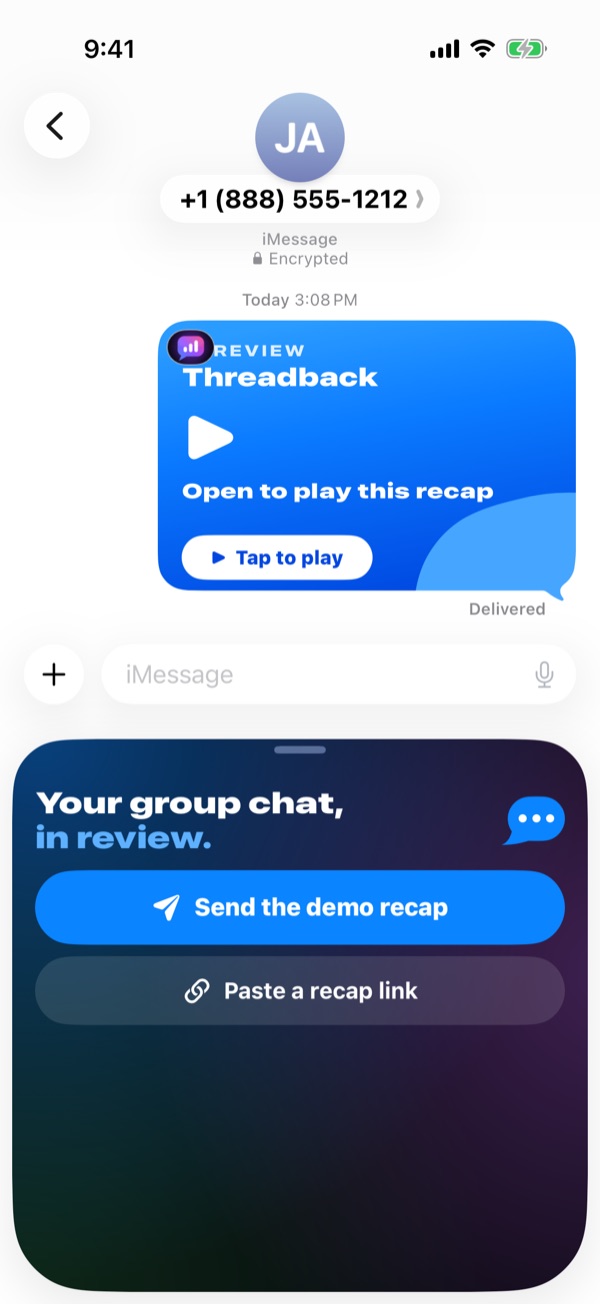 9:41
JA
+1 (888) 555-1212
iMessage
Encrypted
Today 3:08 PM
REVIEW
Threadback
Open to play this recap
Tap to play
Delivered
iMessage
Your group chat,
in review.
Send the demo recap
Paste a recap link